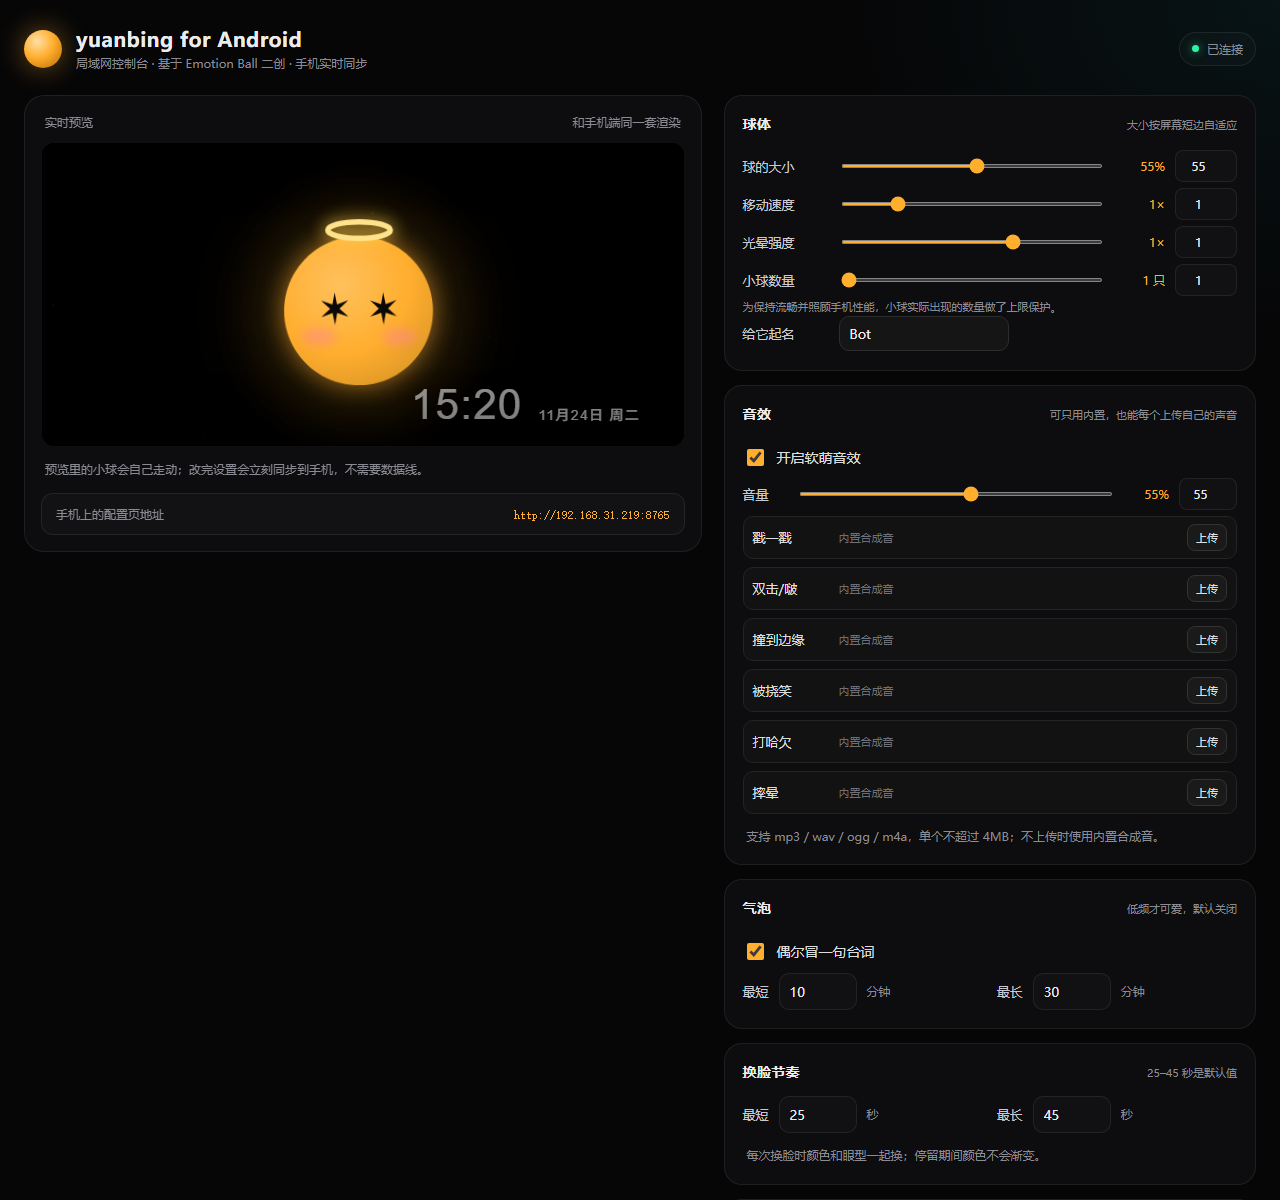 yuanbing for Android
局域网控制台 · 基于 Emotion Ball 二创 · 手机实时同步
已连接
实时预览
和手机端同一套渲染
15:20 11月24日 周二
预览里的小球会自己走动；改完设置会立刻同步到手机，不需要数据线。
手机上的配置页地址
http://192.168.31.219:8765
球体
大小按屏幕短边自适应
球的大小 55% 55
移动速度 1× 1
光晕强度 1× 1
小球数量 1 只 1
为保持流畅并照顾手机性能，小球实际出现的数量做了上限保护。
给它起名 Bot
音效
可只用内置，也能每个上传自己的声音
开启软萌音效
音量 55% 55
戳一戳 内置合成音 上传
双击/啵 内置合成音 上传
撞到边缘 内置合成音 上传
被挠笑 内置合成音 上传
打哈欠 内置合成音 上传
摔晕 内置合成音 上传
支持 mp3 / wav / ogg / m4a，单个不超过 4MB；不上传时使用内置合成音。
气泡
低频才可爱，默认关闭
偶尔冒一句台词
最短 10 分钟 最长 30 分钟
换脸节奏
25–45 秒是默认值
最短 25 秒 最长 45 秒
每次换脸时颜色和眼型一起换；停留期间颜色不会渐变。